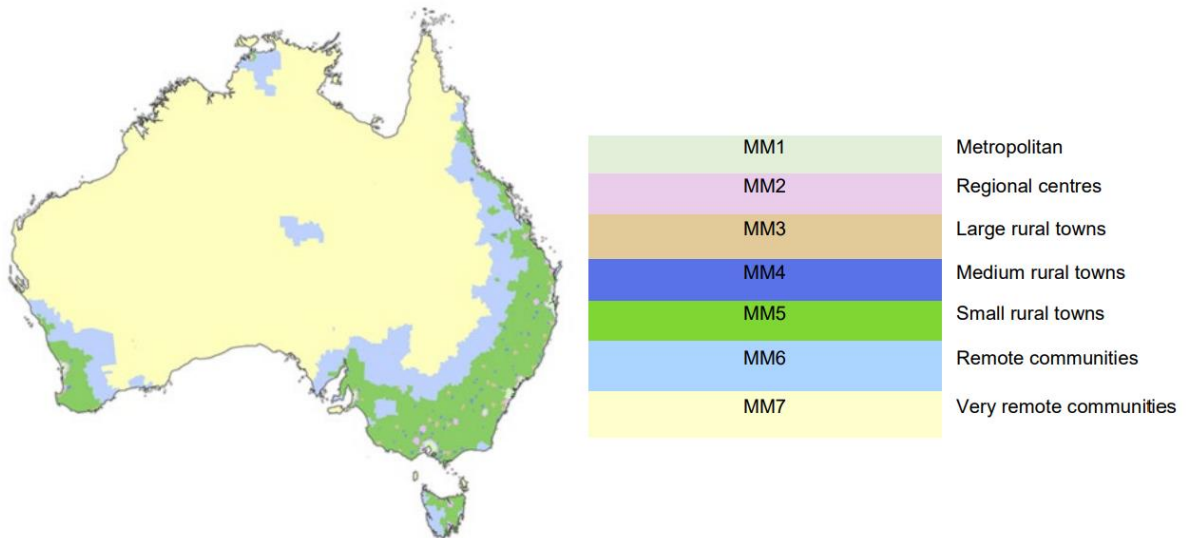 MM1 Metropolitan
MM2 Regional centres
MM3 Large rural towns
MM4 Medium rural towns
MM5 Small rural towns
MM6 Remote communities
MM7 Very remote communities